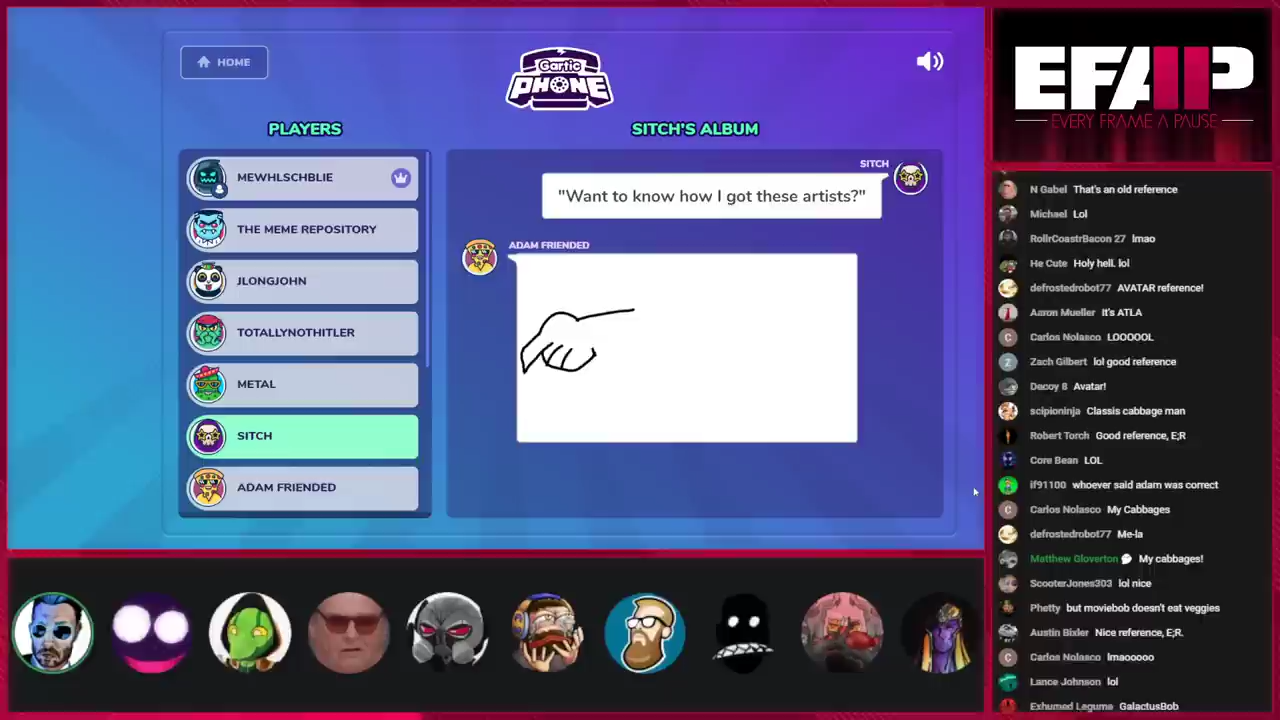 HOME
Gartic
PHONE
PLAYERS
MEWHLSCHBLIE
THE MEME REPOSITORY
JLONGJOHN
TOTALLYNOTHITLER
METAL
SITCH
ADAM FRIENDED
SITCH'S ALBUM
SITCH
"Want to know how I got these artists?"
ADAM FRIENDED
EFAP
EVERY FRAME A PAUSE
N Gabel That's an old reference
Michael Lol
RollrCoastrBacon 27 lmao
He Cute Holy hell. lol
defrostedrobot77 AVATAR reference!
Aaron Mueller It's ATLA
Carlos Nolasco LOOOOL
Zach Gilbert lol good reference
Decoy 8 Avatar!
scipioninja Classis cabbage man
Robert Torch Good reference, E;R
Core Bean LOL
if91100 whoever said adam was correct
Carlos Nolasco My Cabbages
defrostedrobot77 Me-la
Matthew Gloverton My cabbages!
ScooterJones303 lol nice
Phetty but moviebob doesn't eat veggies
Austin Bixler Nice reference, E;R.
Carlos Nolasco lmaoooo
Lance Johnson lol
Exhumed Legume GalactusBob